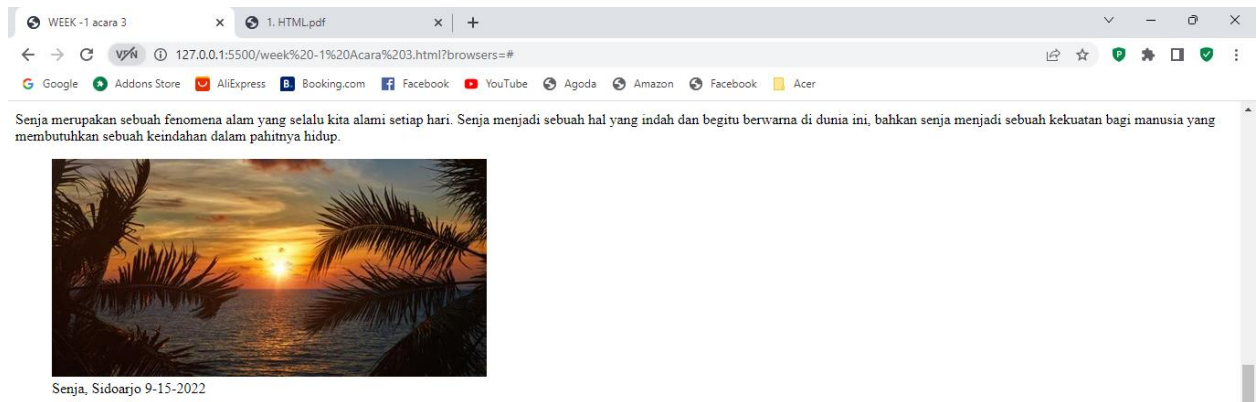 WEEK -1 acara 3
1. HTML.pdf
VPN 127.0.0.1:5500/week%20-1%20Acara%203.html?browsers=#
Google Addons Store AliExpress B. Booking.com Facebook YouTube Agoda Amazon Facebook Acer
Senja merupakan sebuah fenomena alam yang selalu kita alami setiap hari. Senja menjadi sebuah hal yang indah dan begitu berwarna di dunia ini, bahkan senja menjadi sebuah kekuatan bagi manusia yang
membutuhkan sebuah keindahan dalam pahitnya hidup.
Senja, Sidoarjo 9-15-2022